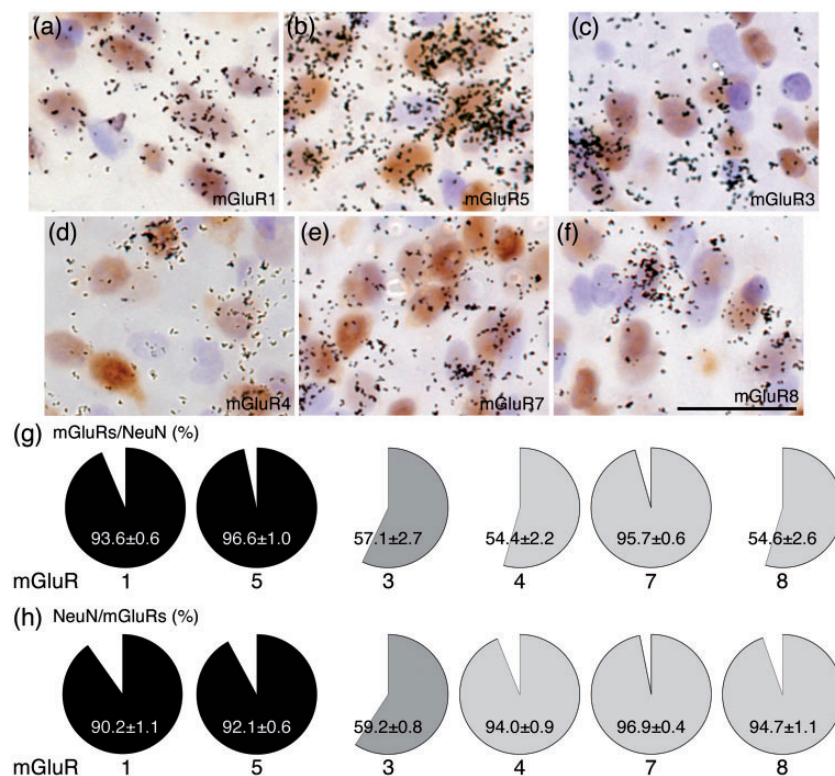 (a) (b) (c)
mGluR1 mGluR5 mGluR3
(d) (e) (f)
mGluR4 mGluR7 mGluR8
(g) mGluRs/NeuN (%)
93.6±0.6 96.6±1.0 57.1±2.7 54.4±2.2 95.7±0.6 54.6±2.6
mGluR 1 5 3 4 7 8
(h) NeuN/mGluRs (%)
90.2±1.1 92.1±0.6 59.2±0.8 94.0±0.9 96.9±0.4 94.7±1.1
mGluR 1 5 3 4 7 8